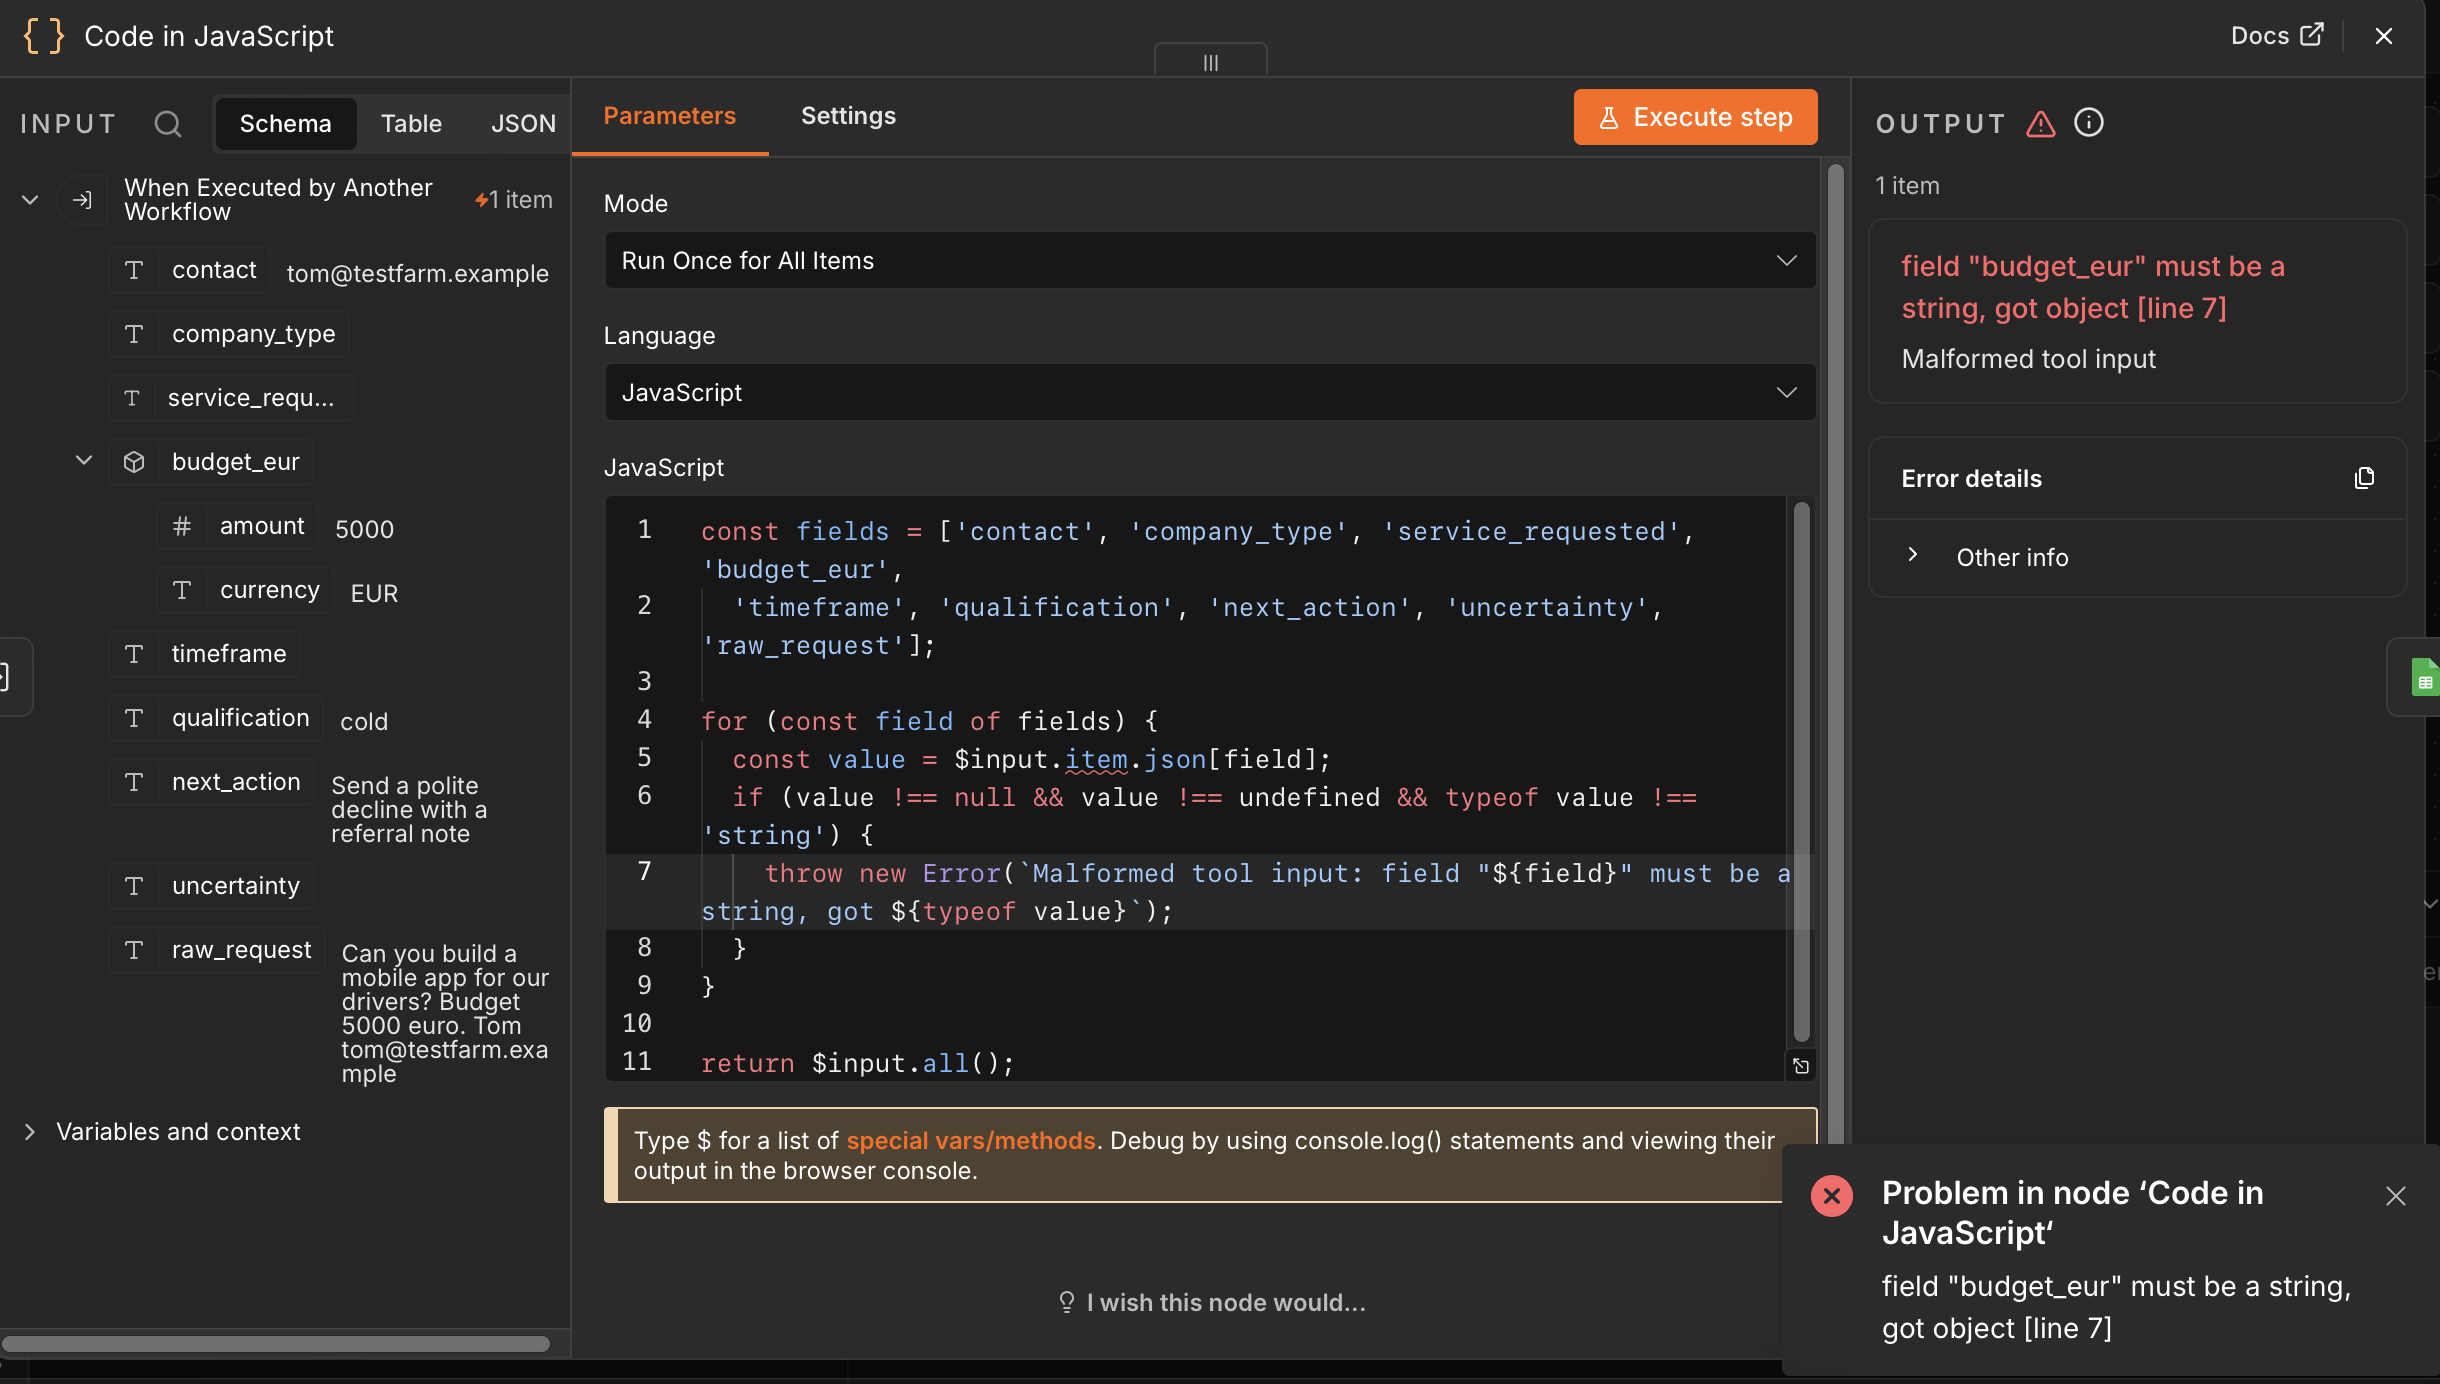 Code in JavaScript
Docs
INPUT
Schema
Table
JSON
When Executed by Another
Workflow
1 item
T contact tom@testfarm.example
T company_type
T service_requ...
budget_eur
# amount 5000
T currency EUR
T timeframe
T qualification cold
T next_action Send a polite
decline with a
referral note
T uncertainty
T raw_request Can you build a
mobile app for our
drivers? Budget
5000 euro. Tom
tom@testfarm.exa
mple
Variables and context
Parameters
Settings
Execute step
Mode
Run Once for All Items
Language
JavaScript
JavaScript
1 const fields = ['contact', 'company_type', 'service_requested',
'budget_eur',
2 'timeframe', 'qualification', 'next_action', 'uncertainty',
'raw_request'];
3
4 for (const field of fields) {
5 const value = $input.item.json[field];
6 if (value !== null && value !== undefined && typeof value !==
'string') {
7 throw new Error(`Malformed tool input: field "${field}" must be a
string, got ${typeof value}`);
8 }
9 }
10
11 return $input.all();
Type $ for a list of special vars/methods. Debug by using console.log() statements and viewing their
output in the browser console.
I wish this node would...
OUTPUT
1 item
field "budget_eur" must be a
string, got object [line 7]
Malformed tool input
Error details
Other info
Problem in node ‘Code in
JavaScript‘
field "budget_eur" must be a string,
got object [line 7]